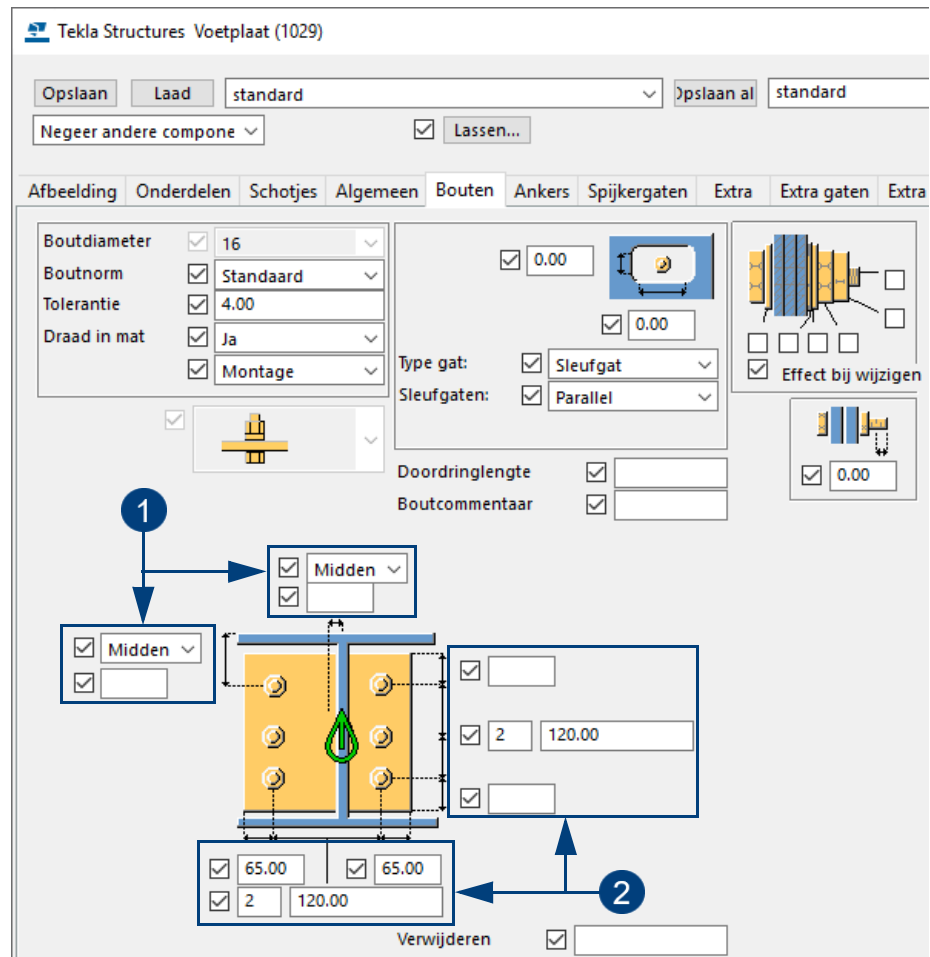 Tekla Structures Voetplaat (1029)
Opslaan Laad standard Opslaan al standard
Negeer andere compone Lassen...
Afbeelding Onderdelen Schotjes Algemeen Bouten Ankers Spijkergaten Extra Extra gaten Extra
Boutdiameter 16
Boutnorm Standaard
Tolerantie 4.00
Draad in mat Ja
Montage
0.00
0.00
Type gat: Sleufgat
Sleufgaten: Parallel
Effect bij wijzigen
0.00
Doordringlengte
Boutcommentaar
1
Midden
Midden
2 120.00
65.00 65.00
2 120.00
2
Verwijderen